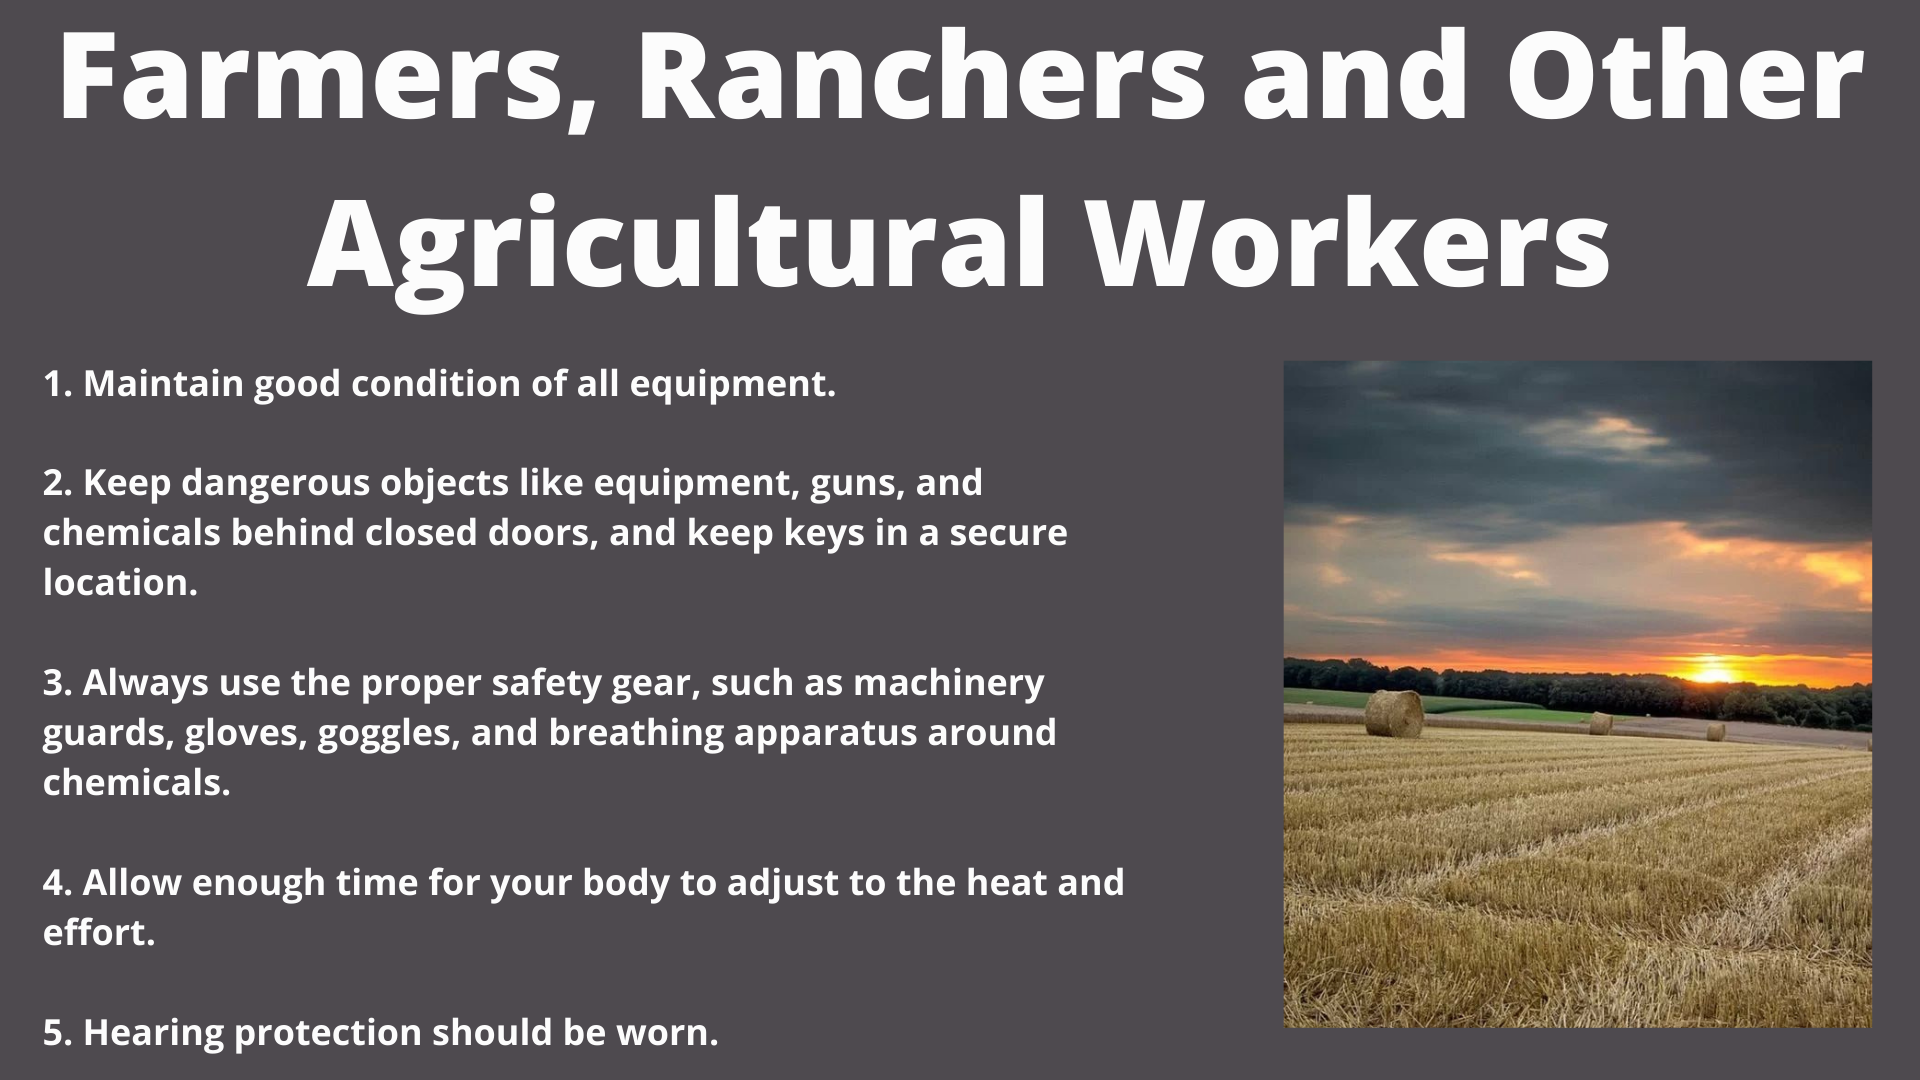 Farmers, Ranchers and Other
Agricultural Workers
1. Maintain good condition of all equipment.
2. Keep dangerous objects like equipment, guns, and
chemicals behind closed doors, and keep keys in a secure
location.
3. Always use the proper safety gear, such as machinery
guards, gloves, goggles, and breathing apparatus around
chemicals.
4. Allow enough time for your body to adjust to the heat and
effort.
5. Hearing protection should be worn.